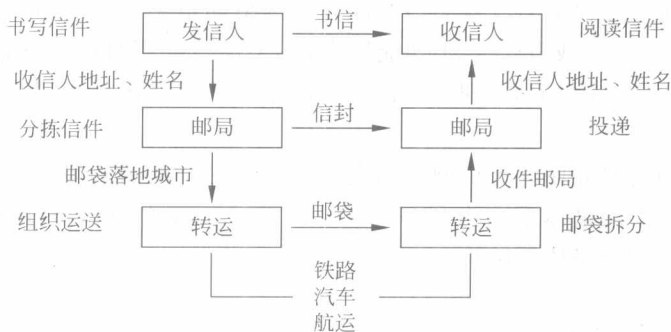 书写信件 发信人 书信 收信人 阅读信件
收信人地址、姓名 收信人地址、姓名
分拣信件 邮局 信封 邮局 投递
邮袋落地城市 收件邮局
组织运送 转运 邮袋 转运 邮袋拆分
铁路
汽车
航运